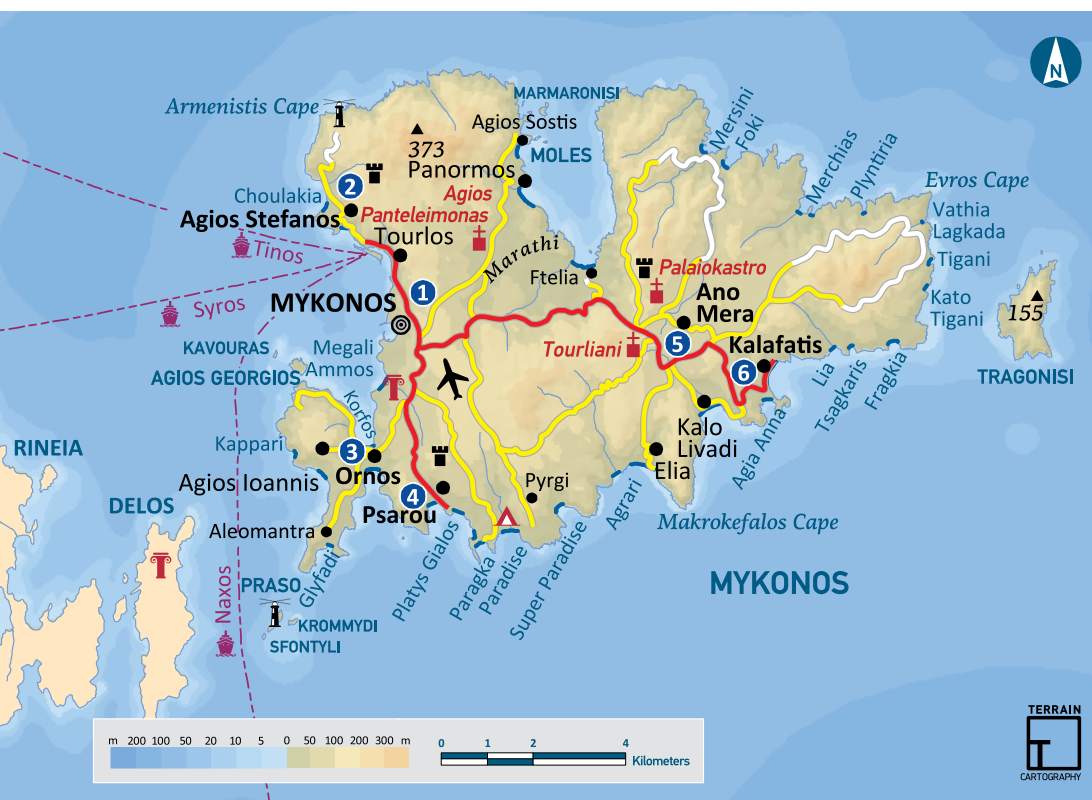 N
MARMARONISI
Armenistis Cape
Agios Sostis
373
MOLES
Panormos
Mersini
Foki
Merchias
Plyntiria
Evros Cape
2
Choulakia
Agios Stefanos
Agios
Panteleimonas
Tourlos
Marathi
Vathia
Lagkada
Tinos
Ftelia
Palaiokastro
Tigani
Syros
MYKONOS
1
Ano
Mera
Kato
Tigani
155
KAVOURAS
Megali
Ammos
Tourliani
5
Kalafatis
6
AGIOS GEORGIOS
Lia
Tsagkaris
Fragkia
TRAGONISI
Korfos
Kappari
3
Ornos
Kalo
Livadi
Agia Anna
RINEIA
Agios Ioannis
4
Psarou
Pyrgi
Elia
DELOS
Aleomantra
Agrari
Makrokefalos Cape
Glyfadi
Platys Gialos
Paragka
Paradise
Super Paradise
MYKONOS
Naxos
PRASO
KROMMYDI
SFONTYLI
m 200 100 50 20 10 5 0 50 100 200 300 m
0 1 2 4
Kilometers
TERRAIN
T
CARTOGRAPHY